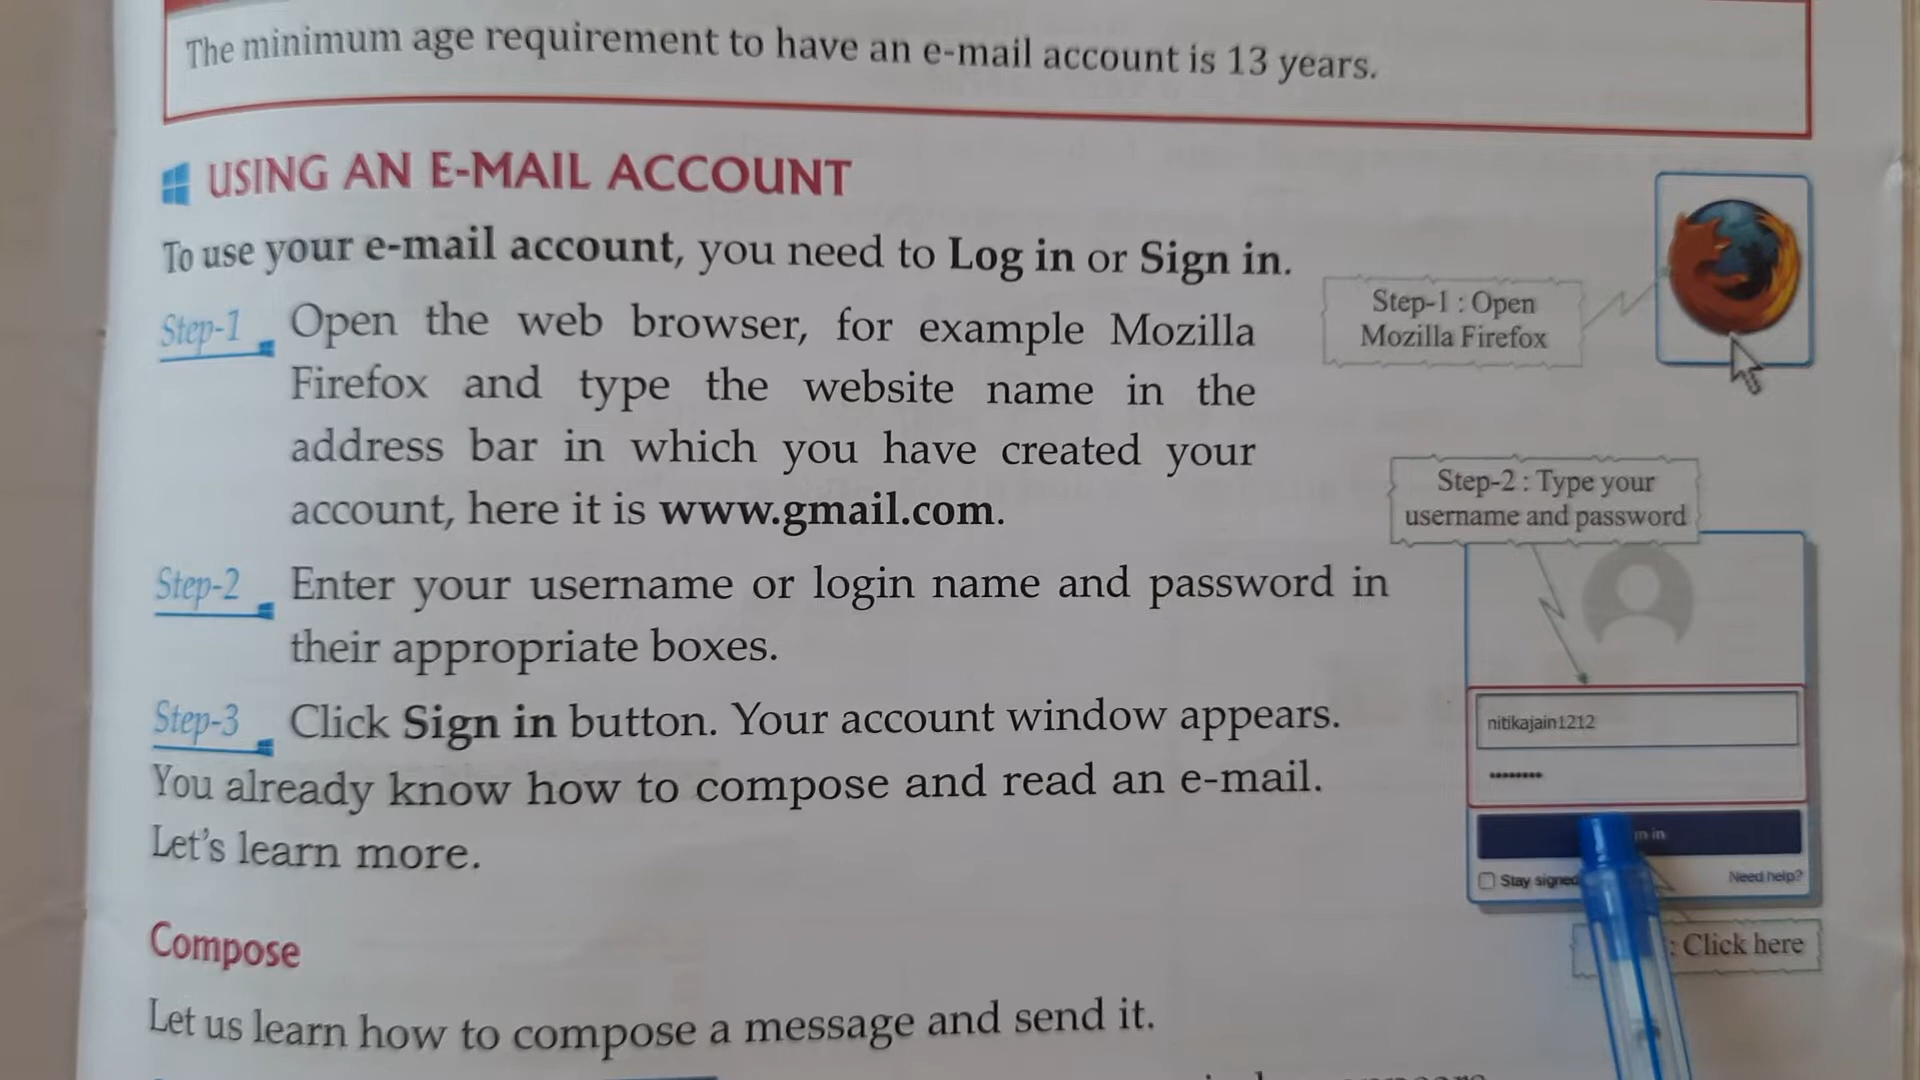 The minimum age requirement to have an e-mail account is 13 years.
USING AN E-MAIL ACCOUNT
To use your e-mail account, you need to Log in or Sign in.
Step-1 Open the web browser, for example Mozilla
Firefox and type the website name in the
address bar in which you have created your
account, here it is www.gmail.com.
Step-2 Enter your username or login name and password in
their appropriate boxes.
Step-3 Click Sign in button. Your account window appears.
You already know how to compose and read an e-mail.
Let's learn more.
Compose
Let us learn how to compose a message and send it.
Step-1 : Open
Mozilla Firefox
Step-2 : Type your
username and password
nitikajain1212
••••••••
in
Stay signed
Need help?
: Click here